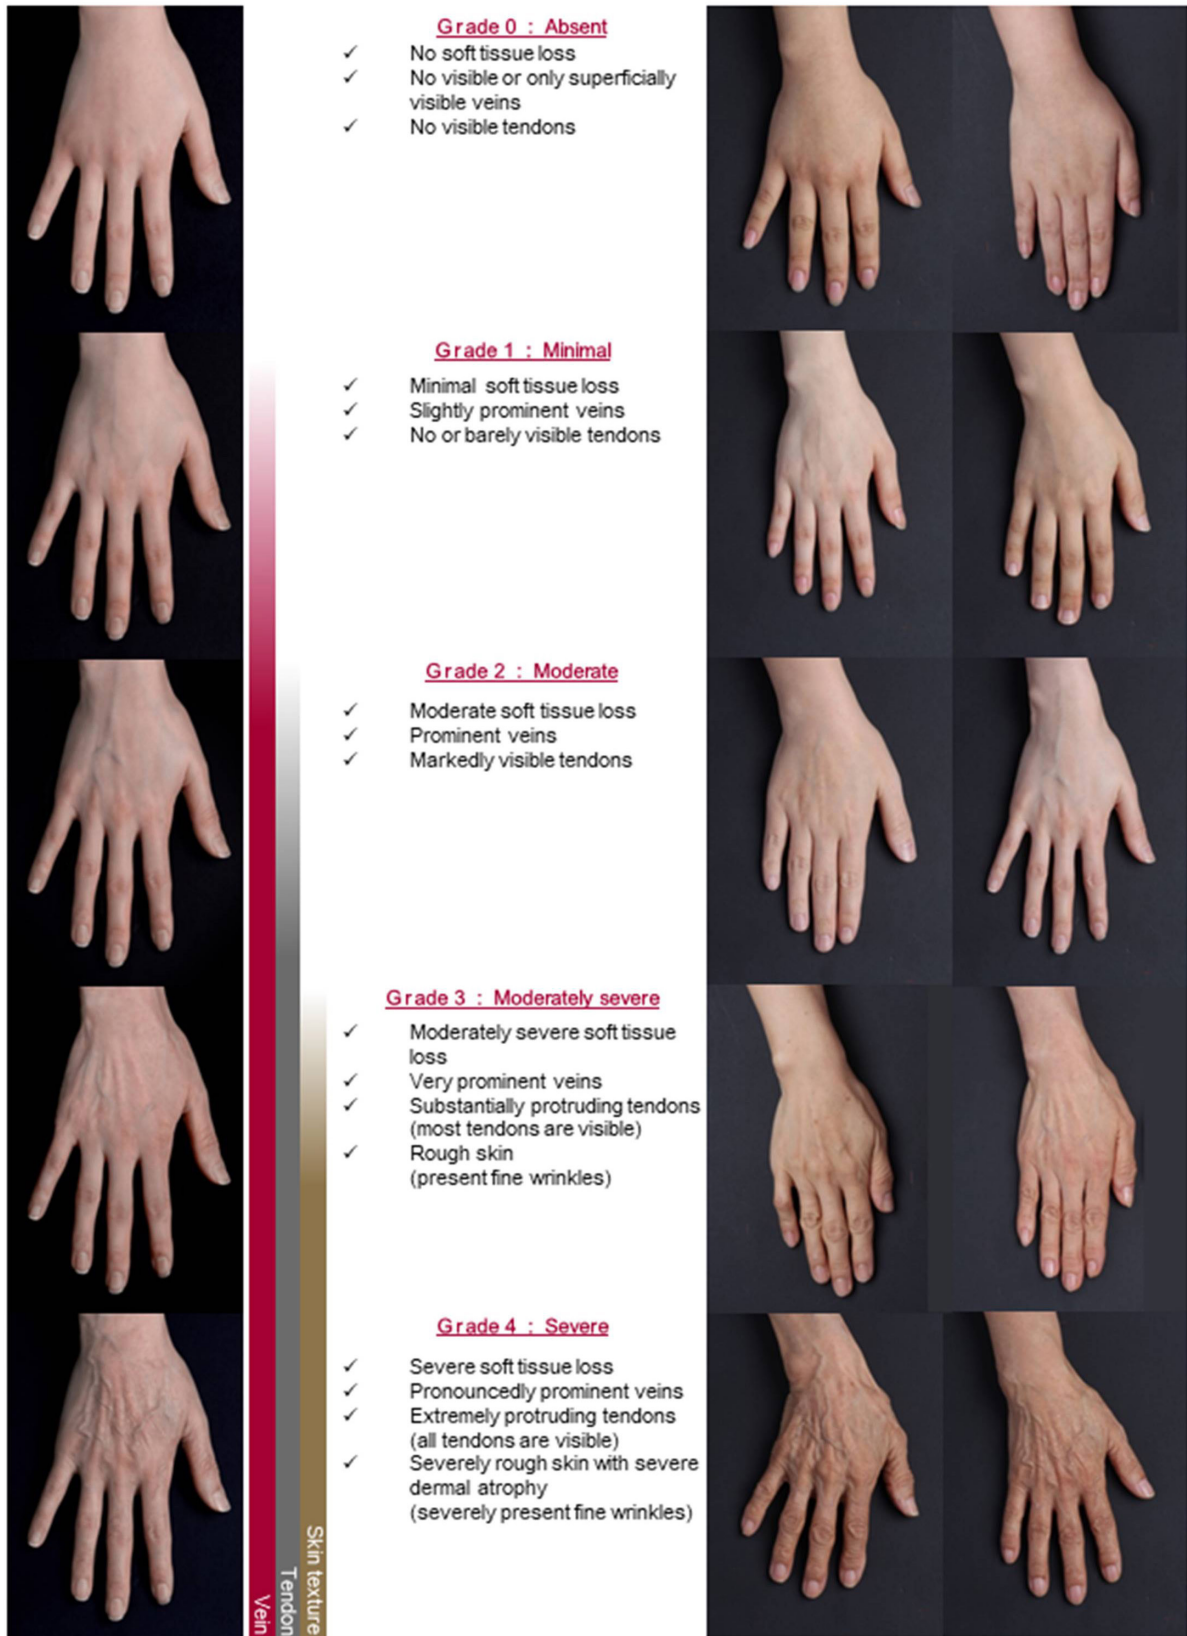 Grade 0 : Absent
✓ No soft tissue loss
✓ No visible or only superficially
visible veins
✓ No visible tendons
Grade 1 : Minimal
✓ Minimal soft tissue loss
✓ Slightly prominent veins
✓ No or barely visible tendons
Grade 2 : Moderate
✓ Moderate soft tissue loss
✓ Prominent veins
✓ Markedly visible tendons
Grade 3 : Moderately severe
✓ Moderately severe soft tissue
loss
✓ Very prominent veins
✓ Substantially protruding tendons
(most tendons are visible)
✓ Rough skin
(present fine wrinkles)
Grade 4 : Severe
✓ Severe soft tissue loss
✓ Pronouncedly prominent veins
✓ Extremely protruding tendons
(all tendons are visible)
✓ Severely rough skin with severe
dermal atrophy
(severely present fine wrinkles)
Vein
Tendon
Skin texture